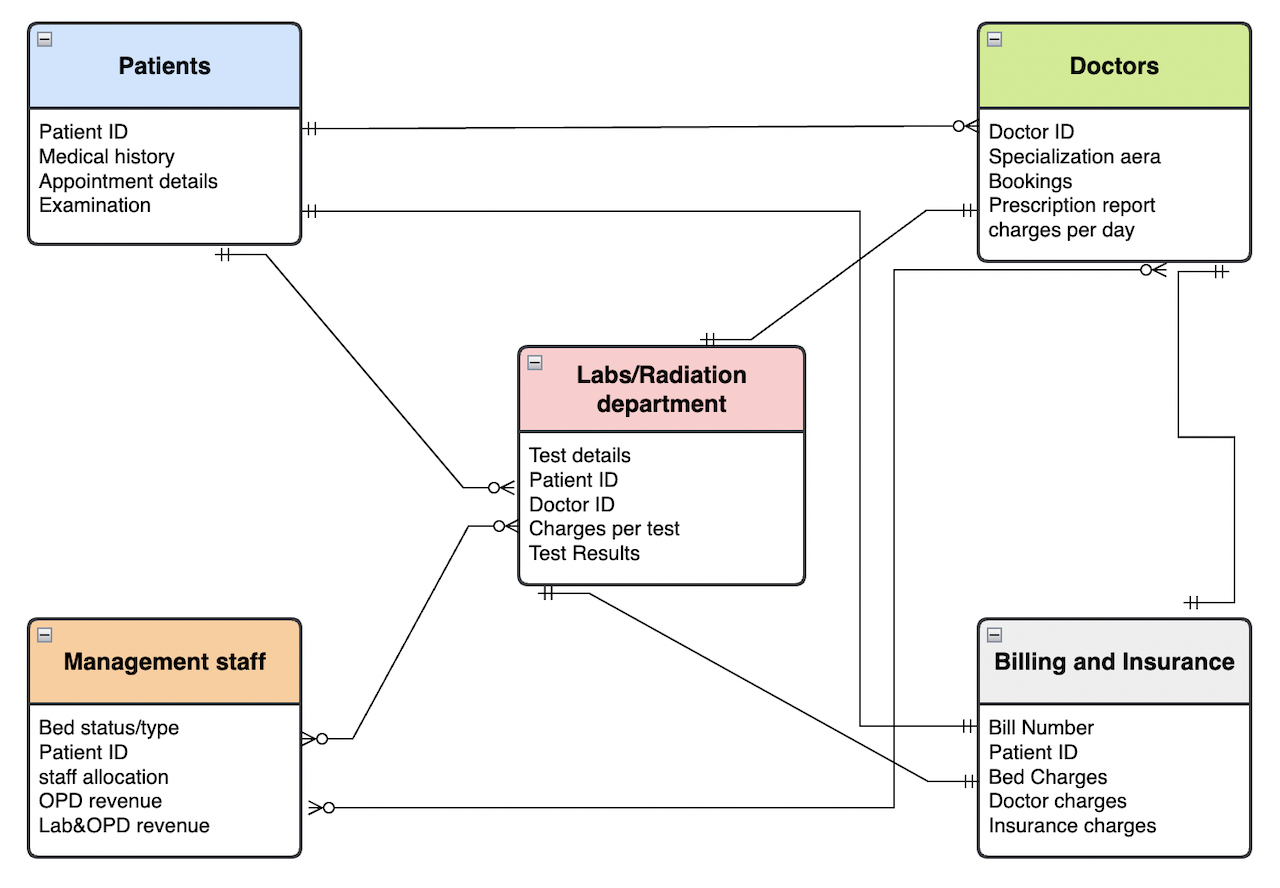 Patients
Patient ID
Medical history
Appointment details
Examination
Doctors
Doctor ID
Specialization aera
Bookings
Prescription report
charges per day
Labs/Radiation
department
Test details
Patient ID
Doctor ID
Charges per test
Test Results
Management staff
Bed status/type
Patient ID
staff allocation
OPD revenue
Lab&OPD revenue
Billing and Insurance
Bill Number
Patient ID
Bed Charges
Doctor charges
Insurance charges